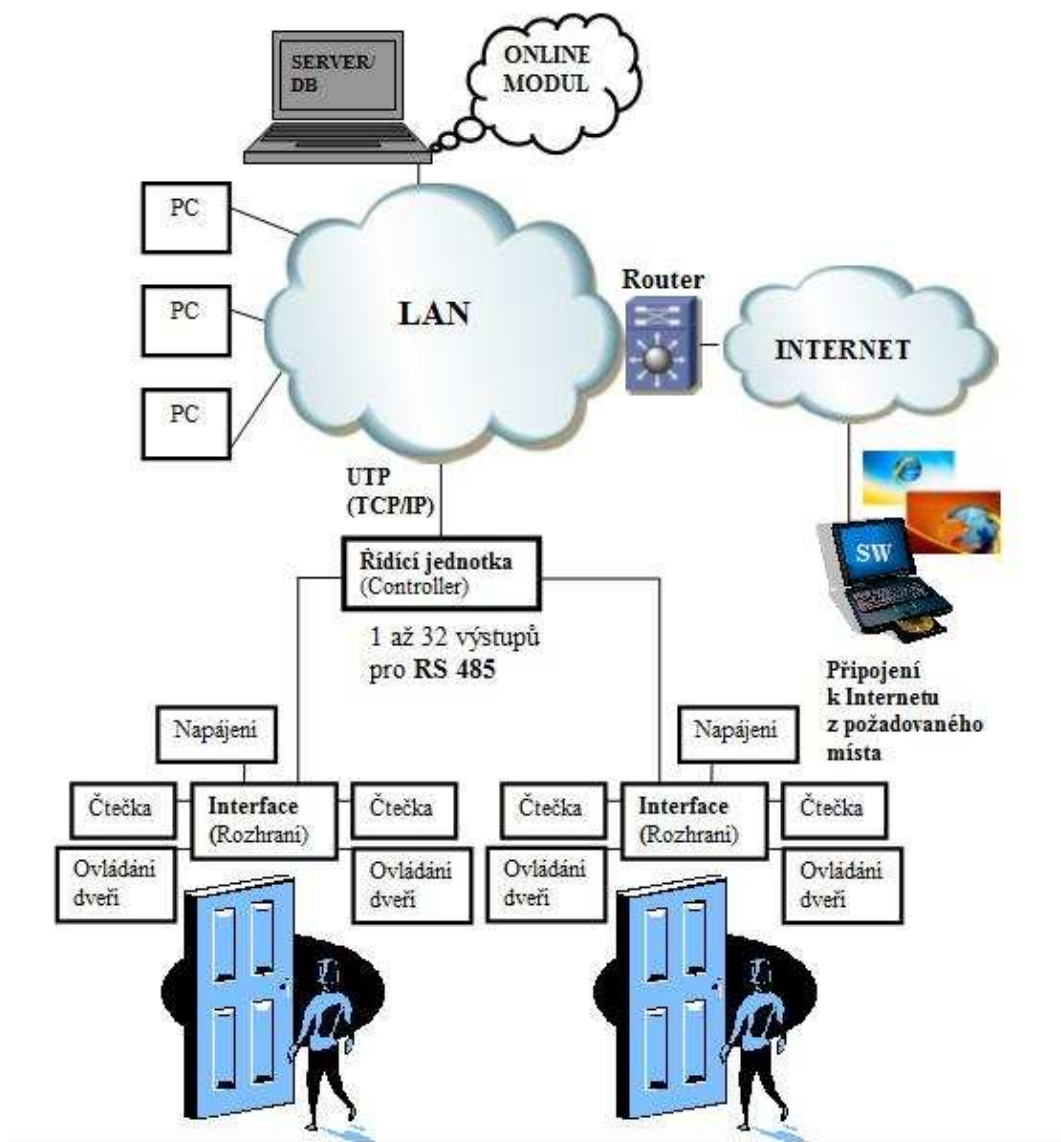 SERVER/
DB
ONLINE
MODUL
PC
PC
PC
LAN
Router
INTERNET
UTP
(TCP/IP)
SW
Řídící jednotka
(Controller)
1 až 32 výstupů
pro RS 485
Připojení
k Internetu
z požadovaného
místa
Napájení
Čtečka
Interface
(Rozhraní)
Čtečka
Ovládání
dveří
Ovládání
dveří
Napájení
Čtečka
Interface
(Rozhraní)
Čtečka
Ovládání
dveří
Ovládání
dveří